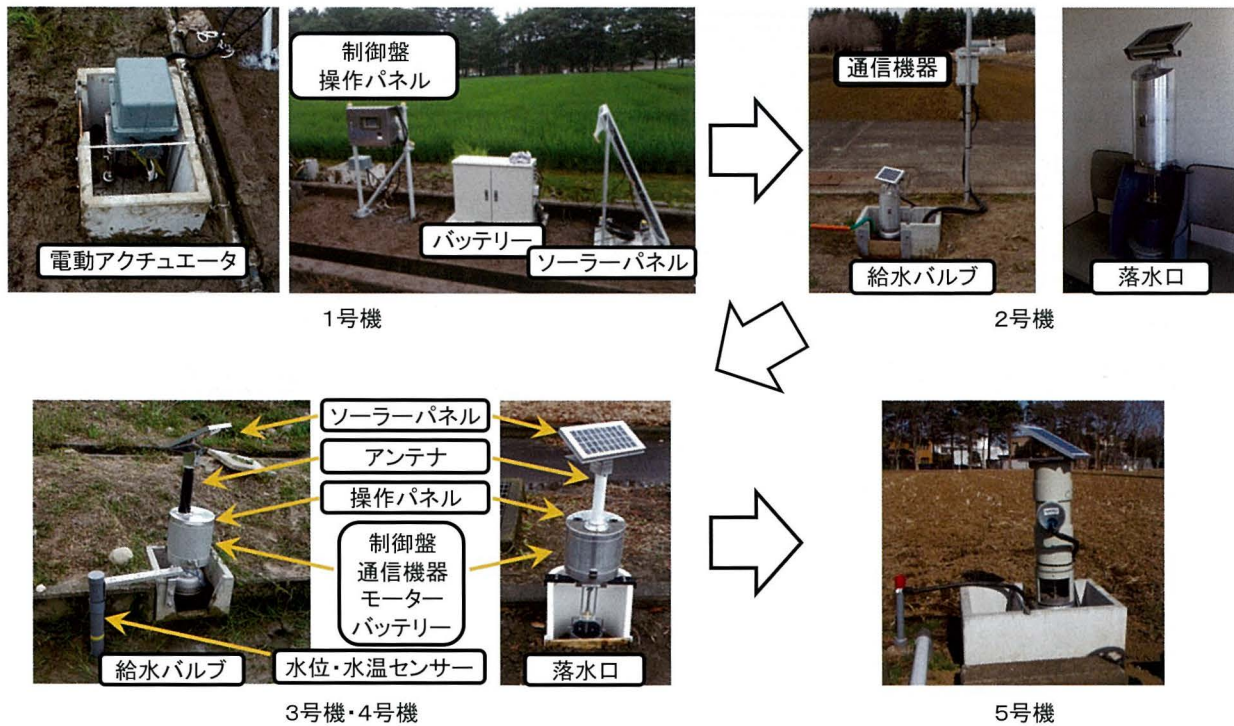 制御盤
操作パネル
電動アクチュエータ
バッテリー
ソーラーパネル
1号機
通信機器
給水バルブ
落水口
2号機
ソーラーパネル
アンテナ
操作パネル
制御盤
通信機器
モーター
バッテリー
水位・水温センサー
給水バルブ
落水口
3号機・4号機
5号機